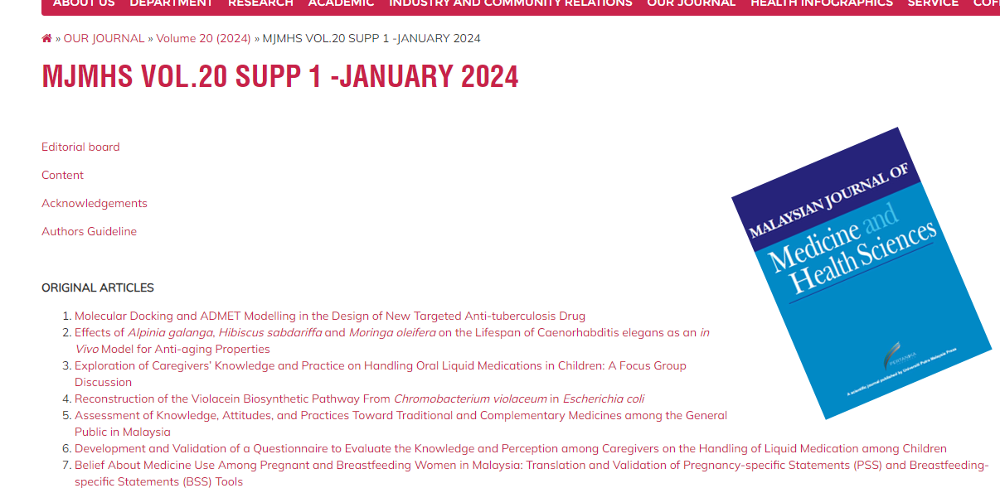 ABOUT US DEPARTMENT RESEARCH ACADEMIC INDUSTRY AND COMMUNITY RELATIONS OUR JOURNAL HEALTH INFOGRAPHICS SERVICE
» OUR JOURNAL » Volume 20 (2024) » MJMHS VOL.20 SUPP 1 -JANUARY 2024
MJMHS VOL.20 SUPP 1 -JANUARY 2024
Editorial board
Content
Acknowledgements
Authors Guideline
MALAYSIAN JOURNAL OF
Medicine and
Health Sciences
PERTANIKA
A scientific journal published by Universiti Putra Malaysia Press
ORIGINAL ARTICLES
1. Molecular Docking and ADMET Modelling in the Design of New Targeted Anti-tuberculosis Drug
2. Effects of Alpinia galanga, Hibiscus sabdariffa and Moringa oleifera on the Lifespan of Caenorhabditis elegans as an in
Vivo Model for Anti-aging Properties
3. Exploration of Caregivers' Knowledge and Practice on Handling Oral Liquid Medications in Children: A Focus Group
Discussion
4. Reconstruction of the Violacein Biosynthetic Pathway From Chromobacterium violaceum in Escherichia coli
5. Assessment of Knowledge, Attitudes, and Practices Toward Traditional and Complementary Medicines among the General
Public in Malaysia
6. Development and Validation of a Questionnaire to Evaluate the Knowledge and Perception among Caregivers on the Handling of Liquid Medication among Children
7. Belief About Medicine Use Among Pregnant and Breastfeeding Women in Malaysia: Translation and Validation of Pregnancy-specific Statements (PSS) and Breastfeeding-
specific Statements (BSS) Tools